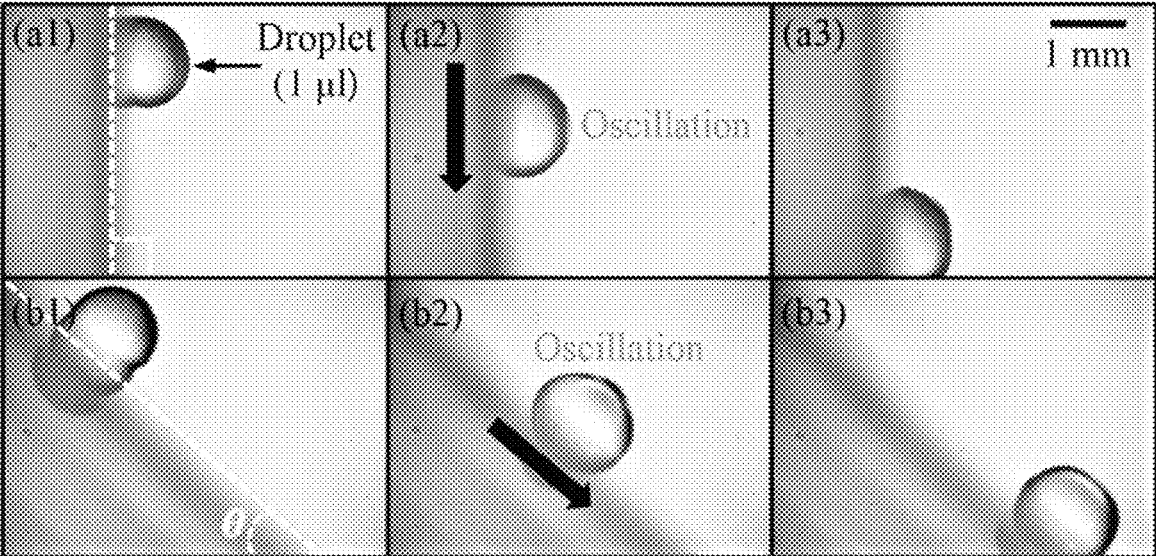 (a1)
Droplet
(1 μl)
(a2)
Oscillation
(a3)
1 mm
(b1)
(b2)
Oscillation
(b3)